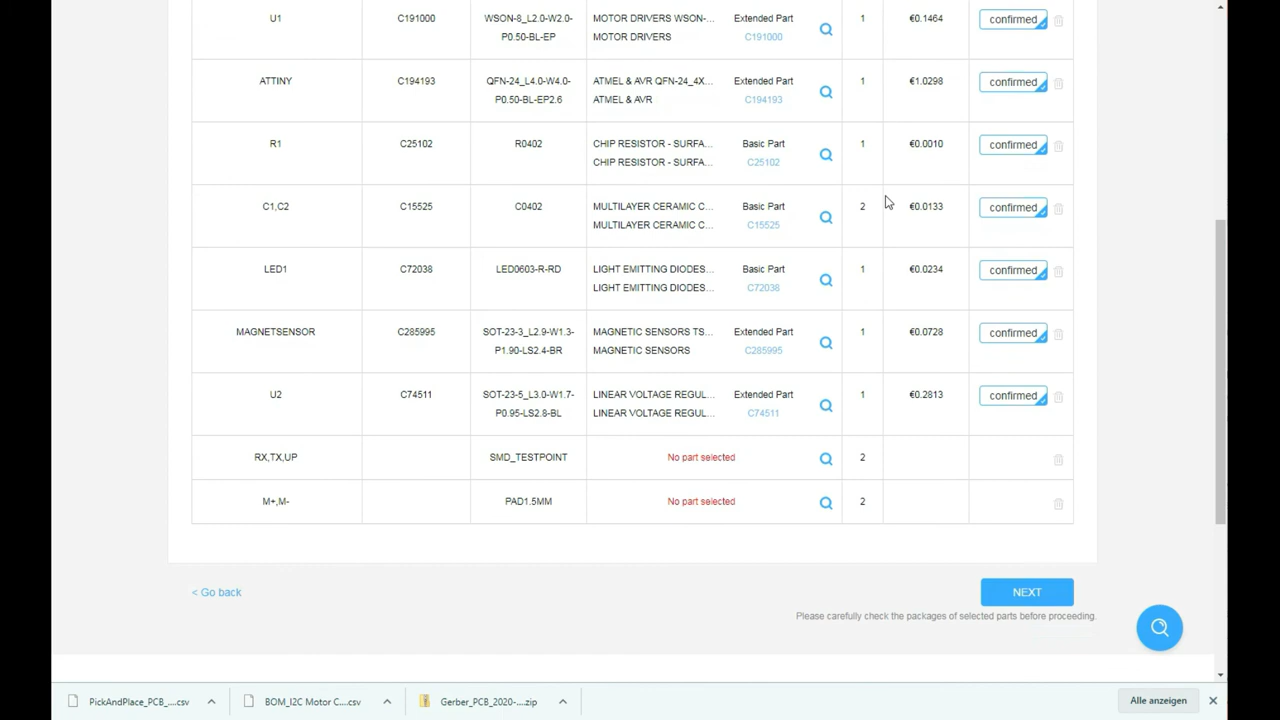 U1 C191000 WSON-8_L2.0-W2.0- MOTOR DRIVERS WSON-... Extended Part 1 €0.1464 confirmed
P0.50-BL-EP MOTOR DRIVERS C191000
ATTINY C194193 QFN-24_L4.0-W4.0- ATMEL & AVR QFN-24_4X... Extended Part 1 €1.0298 confirmed
P0.50-BL-EP2.6 ATMEL & AVR C194193
R1 C25102 R0402 CHIP RESISTOR - SURFA... Basic Part 1 €0.0010 confirmed
CHIP RESISTOR - SURFA... C25102
C1,C2 C15525 C0402 MULTILAYER CERAMIC C... Basic Part 2 €0.0133 confirmed
MULTILAYER CERAMIC C... C15525
LED1 C72038 LED0603-R-RD LIGHT EMITTING DIODES... Basic Part 1 €0.0234 confirmed
LIGHT EMITTING DIODES... C72038
MAGNETSENSOR C285995 SOT-23-3_L2.9-W1.3- MAGNETIC SENSORS TS... Extended Part 1 €0.0728 confirmed
P1.90-LS2.4-BR MAGNETIC SENSORS C285995
U2 C74511 SOT-23-5_L3.0-W1.7- LINEAR VOLTAGE REGUL... Extended Part 1 €0.2813 confirmed
P0.95-LS2.8-BL LINEAR VOLTAGE REGUL... C74511
RX,TX,UP SMD_TESTPOINT No part selected 2
M+,M- PAD1.5MM No part selected 2
< Go back NEXT
Please carefully check the packages of selected parts before proceeding.
PickAndPlace_PCB_....csv BOM_I2C Motor C....csv Gerber_PCB_2020-....zip Alle anzeigen